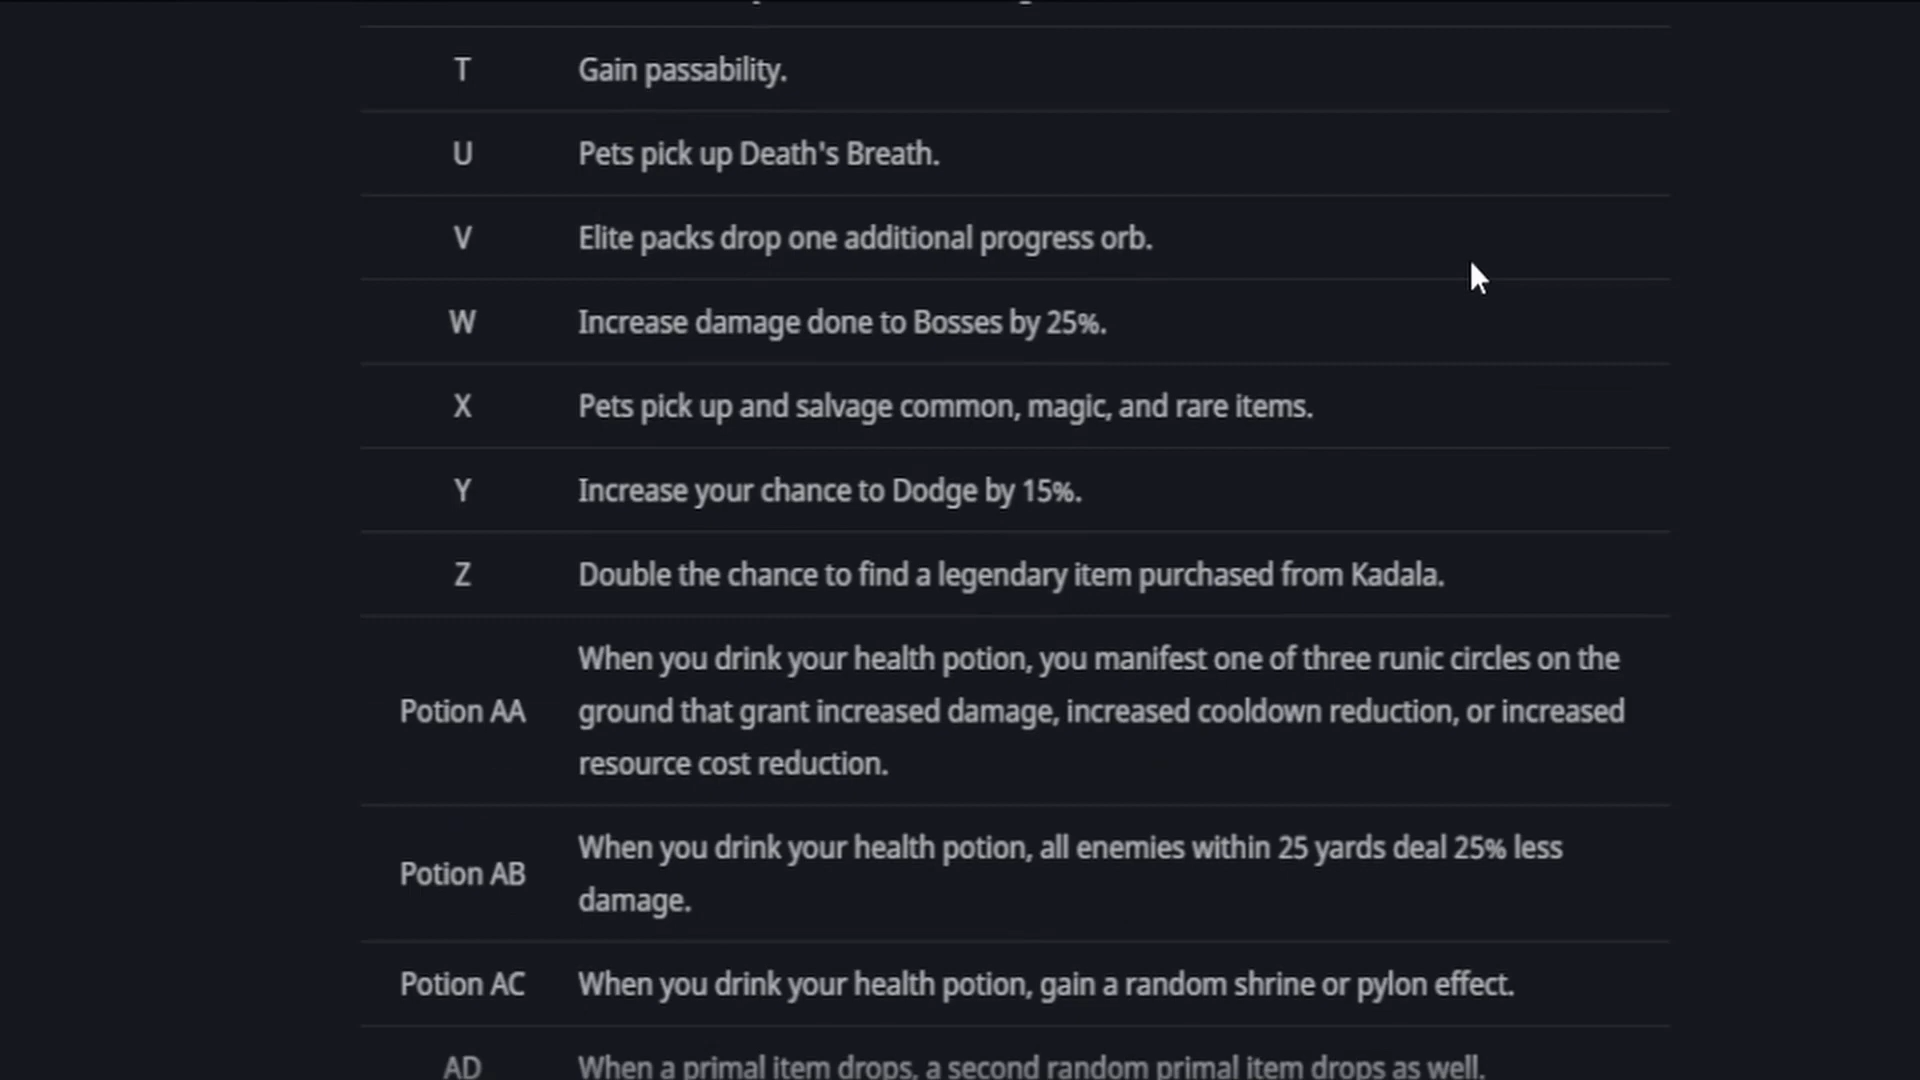 T Gain passability.
U Pets pick up Death's Breath.
V Elite packs drop one additional progress orb.
W Increase damage done to Bosses by 25%.
X Pets pick up and salvage common, magic, and rare items.
Y Increase your chance to Dodge by 15%.
Z Double the chance to find a legendary item purchased from Kadala.
When you drink your health potion, you manifest one of three runic circles on the
Potion AA ground that grant increased damage, increased cooldown reduction, or increased
resource cost reduction.
Potion AB When you drink your health potion, all enemies within 25 yards deal 25% less
damage.
Potion AC When you drink your health potion, gain a random shrine or pylon effect.
AD When a primal item drops, a second random primal item drops as well.